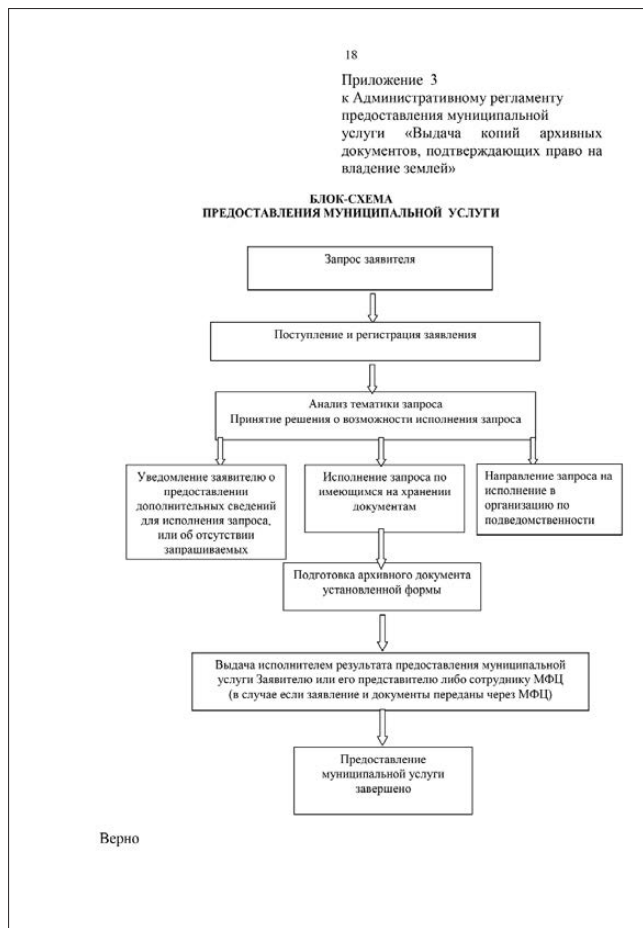 18
Приложение 3
к Административному регламенту
предоставления муниципальной
услуги «Выдача копий архивных
документов, подтверждающих право на
владение землей»
БЛОК-СХЕМА
ПРЕДОСТАВЛЕНИЯ МУНИЦИПАЛЬНОЙ УСЛУГИ
Запрос заявителя
Поступление и регистрация заявления
Анализ тематики запроса
Принятие решения о возможности исполнения запроса
Уведомление заявителю о
предоставлении
дополнительных сведений
для исполнения запроса,
или об отсутствии
запрашиваемых
Исполнение запроса по
имеющимся на хранении
документам
Направление запроса на
исполнение в
организацию по
подведомственности
Подготовка архивного документа
установленной формы
Выдача исполнителем результата предоставления муниципальной
услуги Заявителю или его представителю либо сотруднику МФЦ
(в случае если заявление и документы переданы через МФЦ)
Предоставление
муниципальной услуги
завершено
Верно